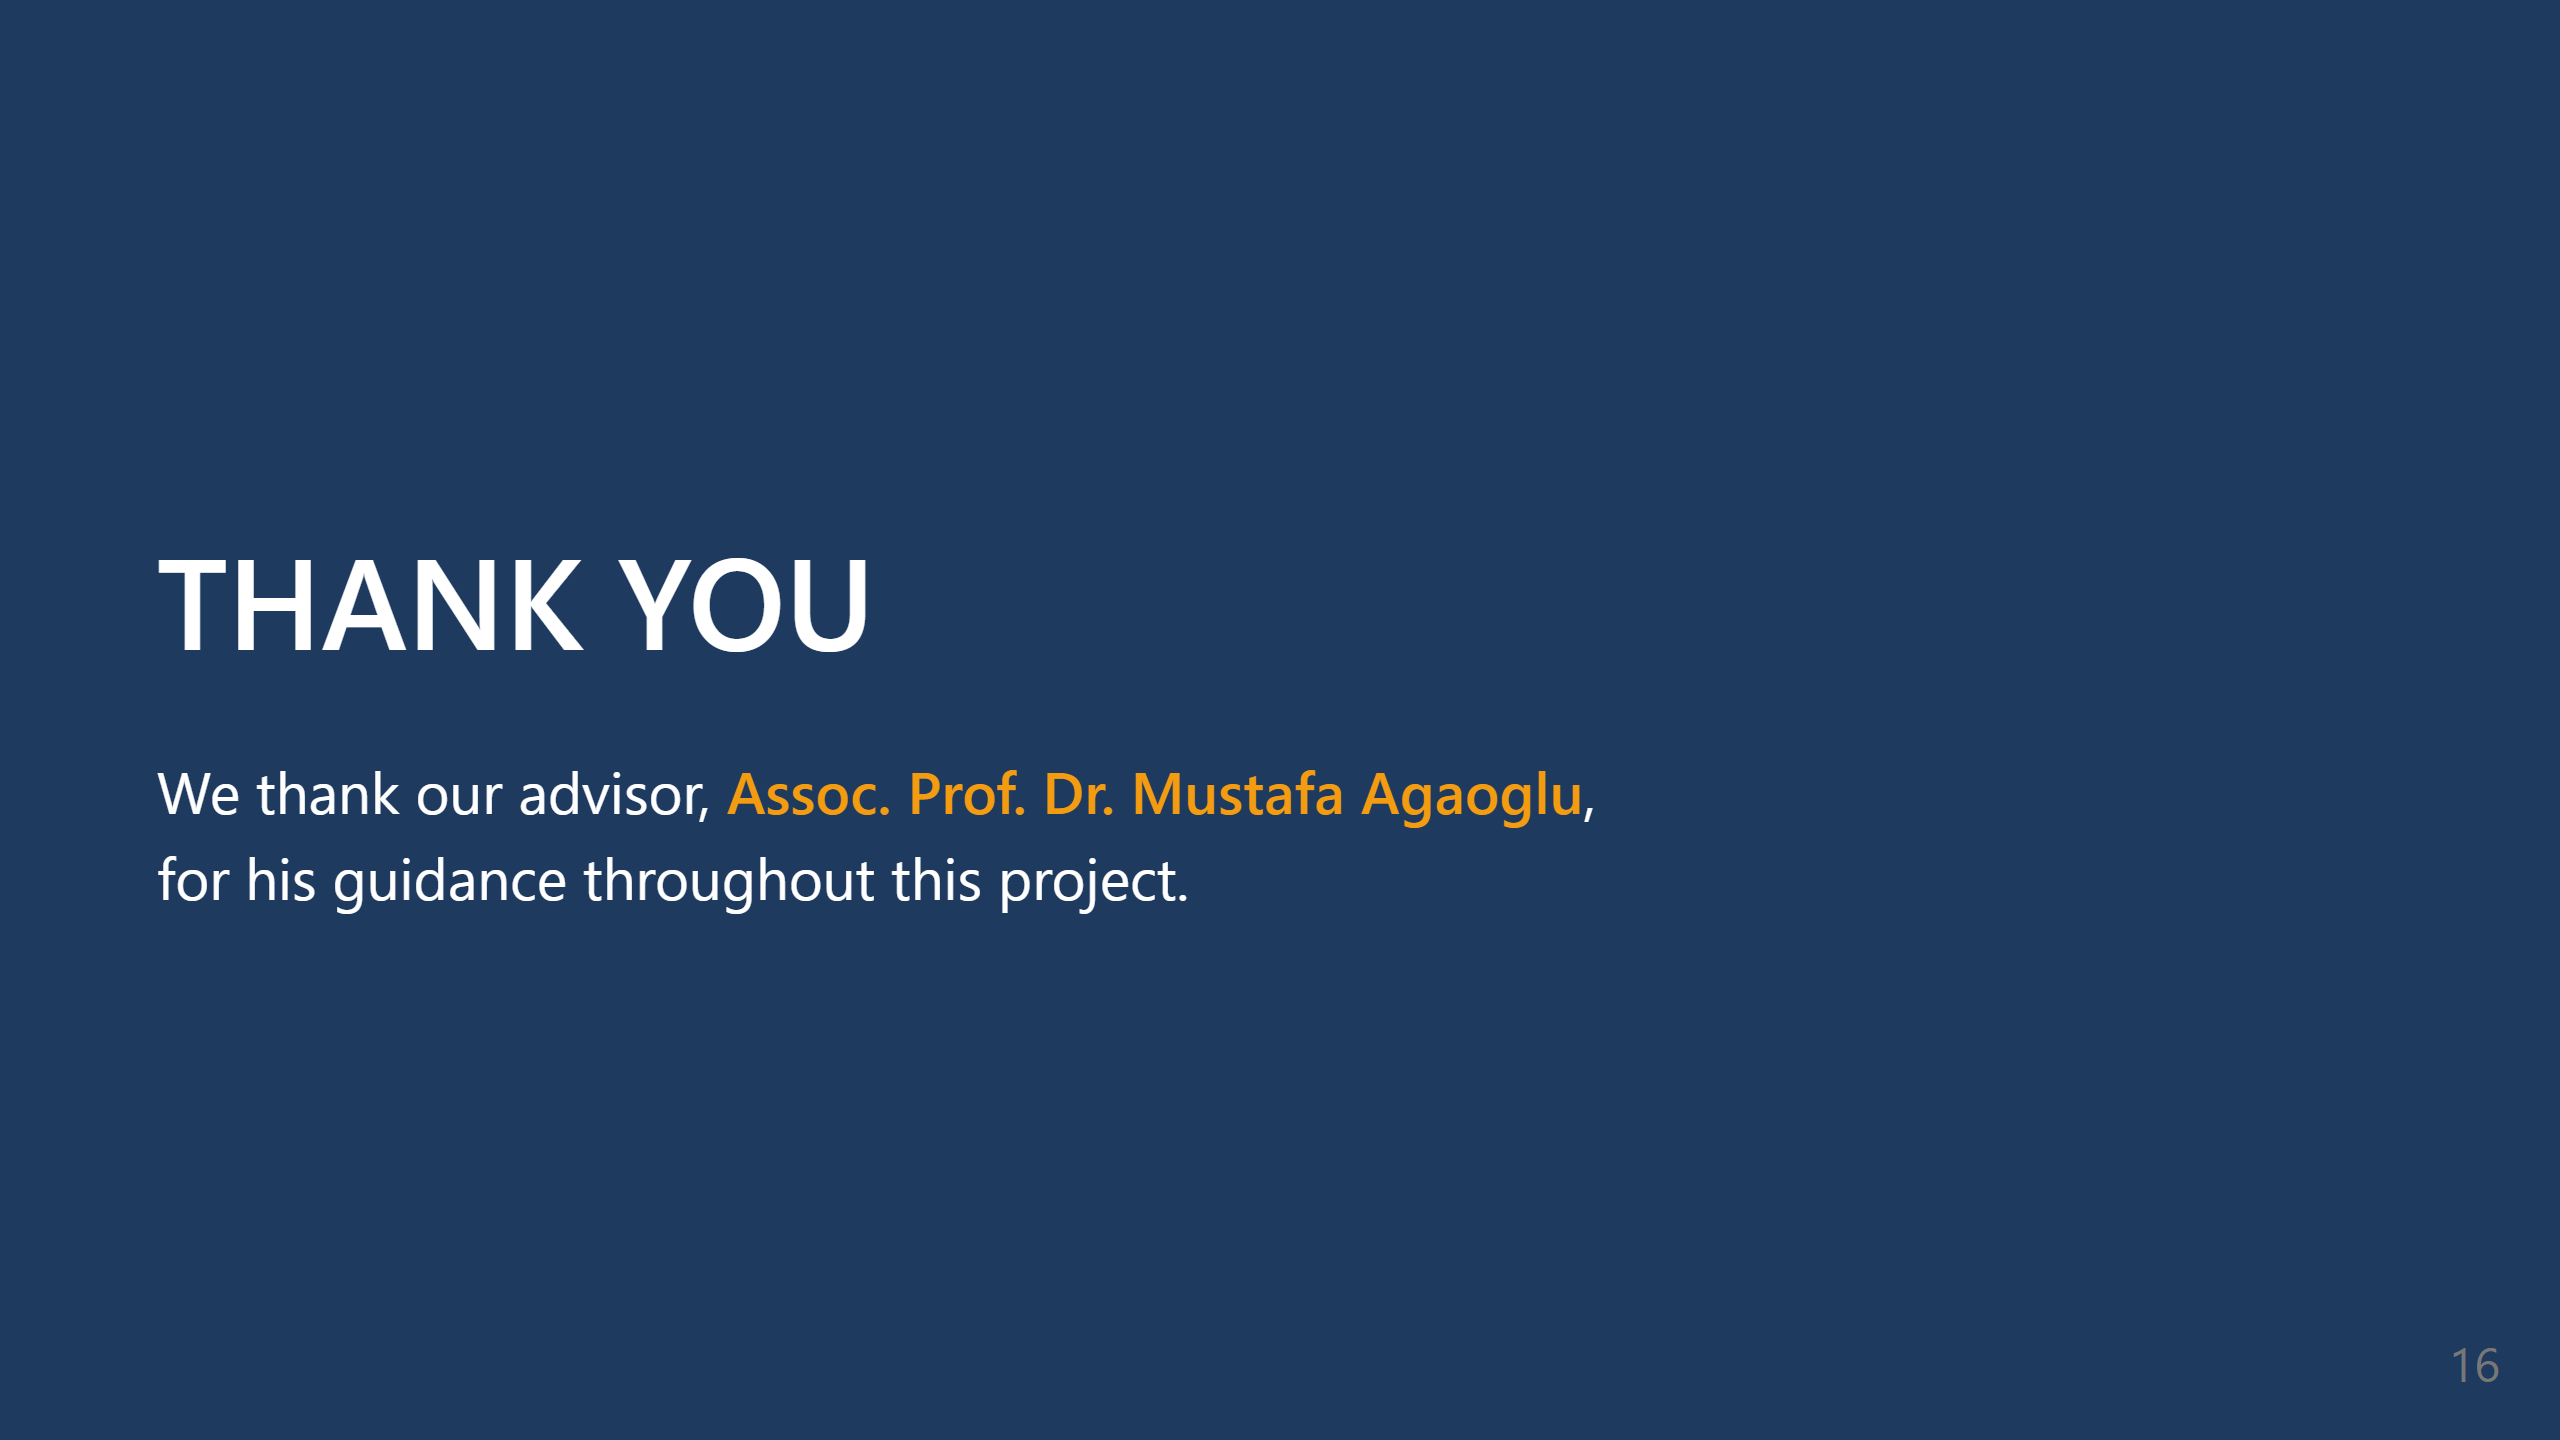 THANK YOU
We thank our advisor, Assoc. Prof. Dr. Mustafa Agaoglu,
for his guidance throughout this project.
16